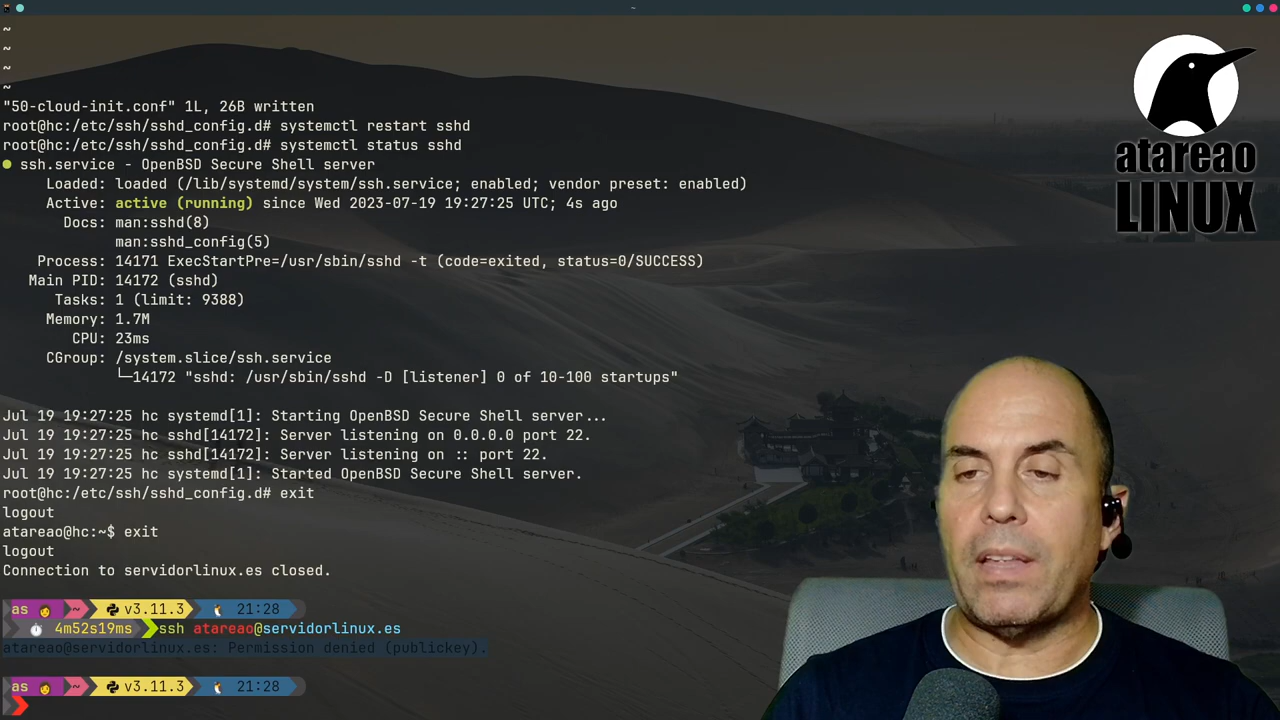 ~
~
~
~
~
"50-cloud-init.conf" 1L, 26B written
root@hc:/etc/ssh/sshd_config.d# systemctl restart sshd
root@hc:/etc/ssh/sshd_config.d# systemctl status sshd
● ssh.service - OpenBSD Secure Shell server
Loaded: loaded (/lib/systemd/system/ssh.service; enabled; vendor preset: enabled)
Active: active (running) since Wed 2023-07-19 19:27:25 UTC; 4s ago
Docs: man:sshd(8)
man:sshd_config(5)
Process: 14171 ExecStartPre=/usr/sbin/sshd -t (code=exited, status=0/SUCCESS)
Main PID: 14172 (sshd)
Tasks: 1 (limit: 9388)
Memory: 1.7M
CPU: 23ms
CGroup: /system.slice/ssh.service
└─14172 "sshd: /usr/sbin/sshd -D [listener] 0 of 10-100 startups"
Jul 19 19:27:25 hc systemd[1]: Starting OpenBSD Secure Shell server...
Jul 19 19:27:25 hc sshd[14172]: Server listening on 0.0.0.0 port 22.
Jul 19 19:27:25 hc sshd[14172]: Server listening on :: port 22.
Jul 19 19:27:25 hc systemd[1]: Started OpenBSD Secure Shell server.
root@hc:/etc/ssh/sshd_config.d# exit
logout
atareao@hc:~$ exit
logout
Connection to servidorlinux.es closed.
as ~ v3.11.3 21:28
4m52s19ms ssh atareao@servidorlinux.es
atareao@servidorlinux.es: Permission denied (publickey).
as ~ v3.11.3 21:28
atareao
LINUX